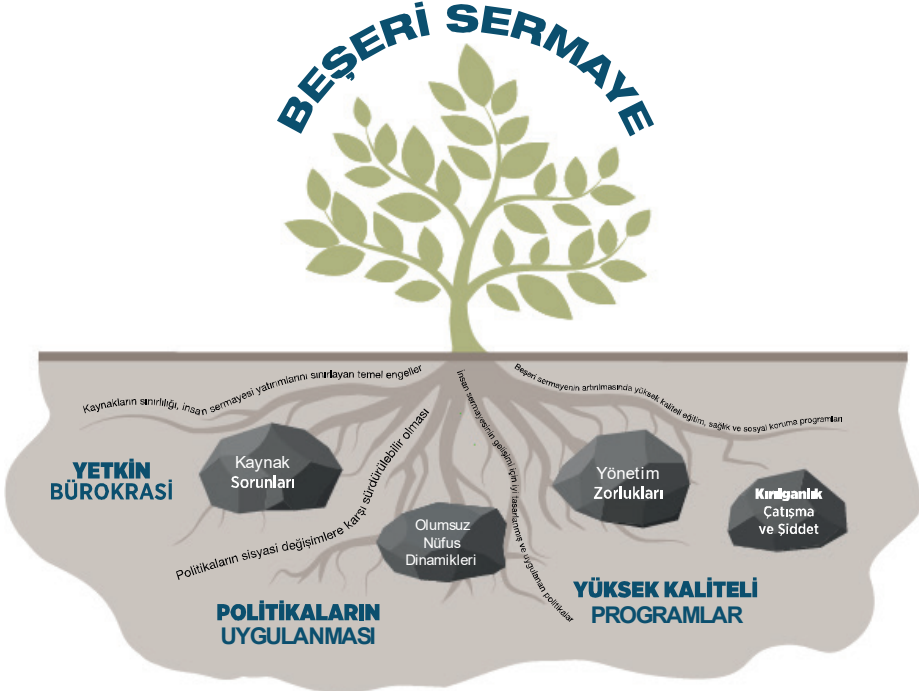 BEŞERİ SERMAYE
Kaynakların sınırlılığı, insan sermayesi yatırımlarını sınırlayan temel engeller
Politikaların sisyasi değişimlere karşı sürdürülebilir olması
İnsan sermayesinin gelişimi için iyi tasarlanmış ve uygulanan politikalar
Beşeri sermayenin artırılmasında yüksek kaliteli eğitim, sağlık ve sosyal koruma programları
YETKİN
BÜROKRASİ
Kaynak
Sorunları
Olumsuz
Nüfus
Dinamikleri
Yönetim
Zorlukları
Kırılganlık
Çatışma
ve Şiddet
POLİTİKALARIN
UYGULANMASI
YÜKSEK KALİTELİ
PROGRAMLAR